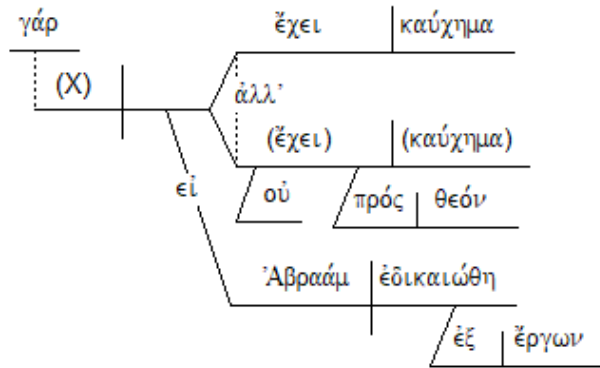 γάρ
ἔχει καύχημα
(X)
ἀλλ’
(ἔχει) (καύχημα)
εἰ
οὐ πρός θεόν
Ἀβραάμ ἐδικαιώθη
ἐξ ἔργων